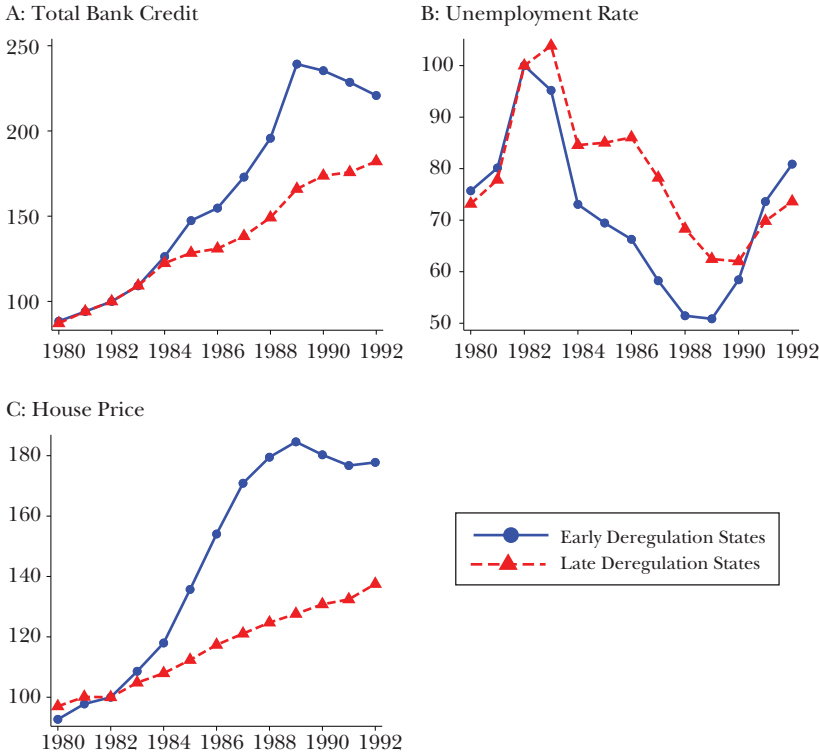 A: Total Bank Credit
250
200
150
100
1980 1982 1984 1986 1988 1990 1992
B: Unemployment Rate
100
90
80
70
60
50
1980 1982 1984 1986 1988 1990 1992
C: House Price
180
160
140
120
100
1980 1982 1984 1986 1988 1990 1992
Early Deregulation States
Late Deregulation States